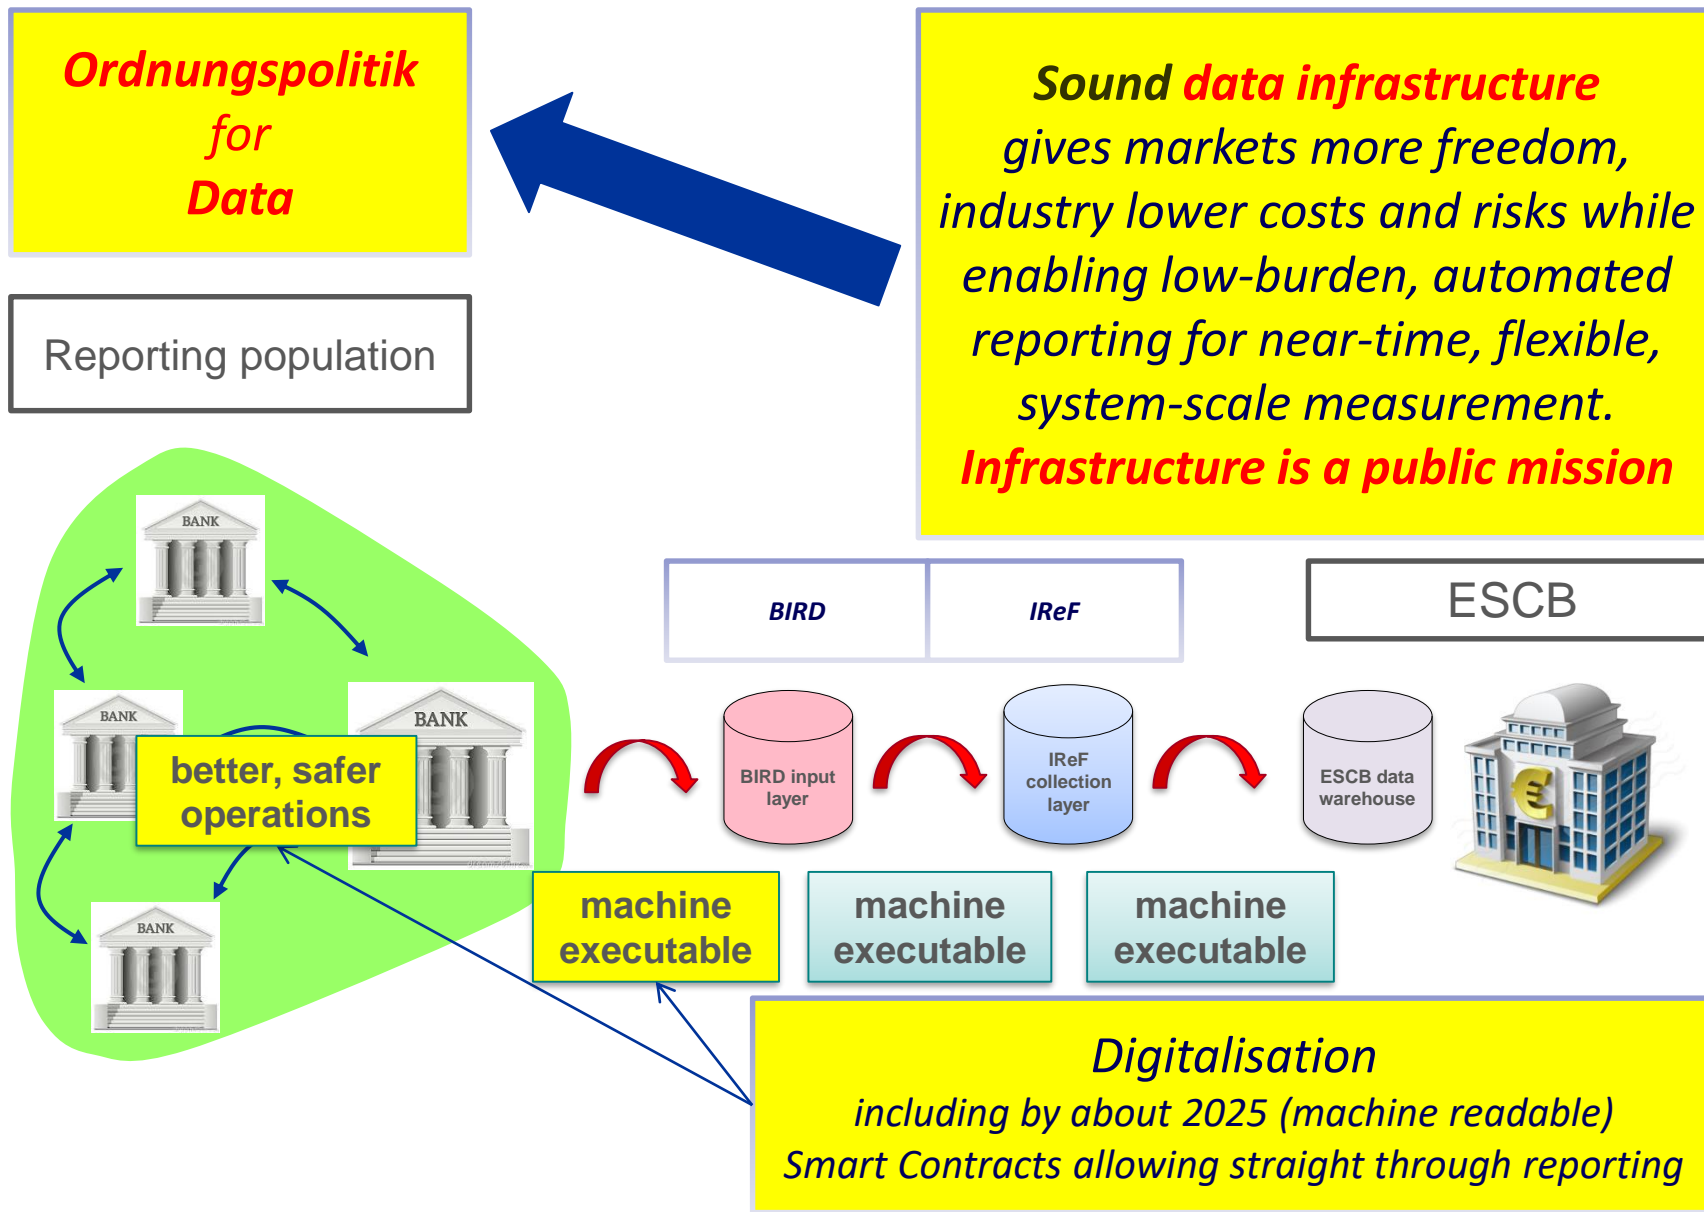 Ordnungspolitik
for
Data
Sound data infrastructure
gives markets more freedom,
industry lower costs and risks while
enabling low-burden, automated
reporting for near-time, flexible,
system-scale measurement.
Infrastructure is a public mission
Reporting population
BIRD
IReF
ESCB
BANK
BANK
BANK
BANK
better, safer
operations
BIRD input
layer
IReF
collection
layer
ESCB data
warehouse
€
machine
executable
machine
executable
machine
executable
Digitalisation
including by about 2025 (machine readable)
Smart Contracts allowing straight through reporting